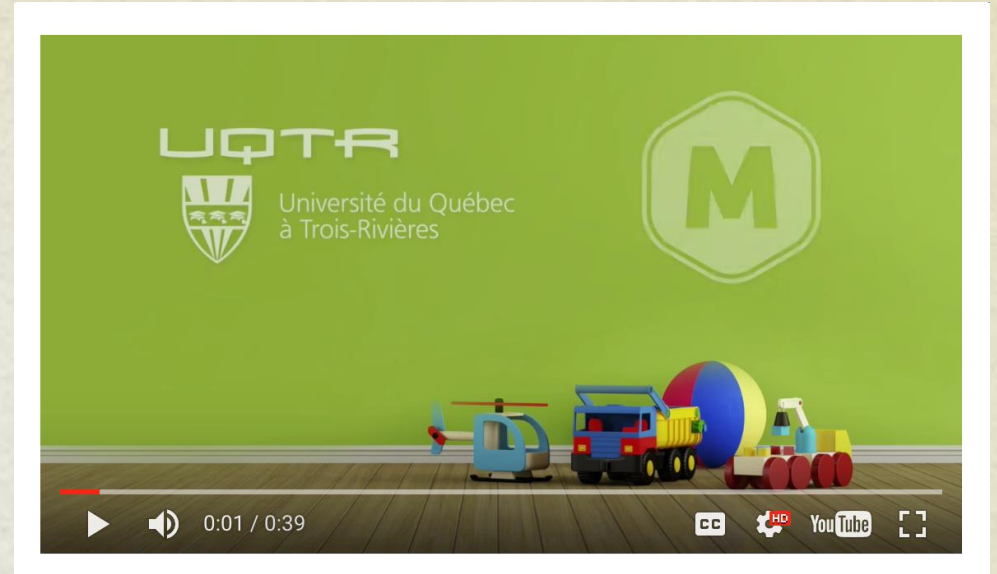 UQTR
Université du Québec
à Trois-Rivières
M
0:01 / 0:39
CC
HD
YouTube